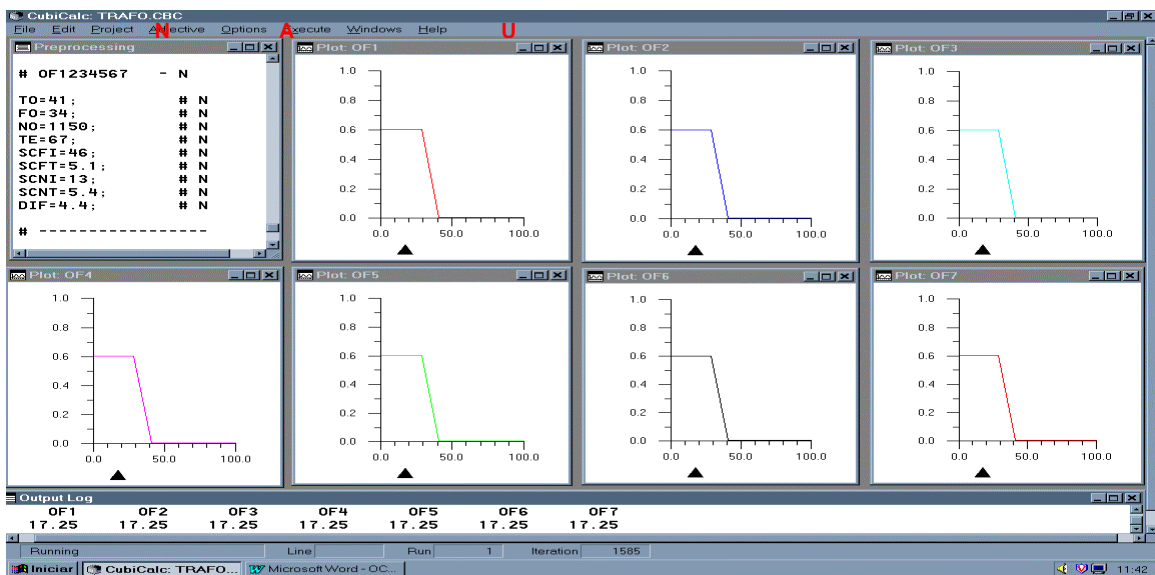 CubiCalc: TRAFO.CBC
File Edit Project Adjective Options Execute Windows Help
N A U
Preprocessing
# OF1234567 - N
TO=41; # N
FO=34; # N
NO=1150; # N
TE=67; # N
SCFI=46; # N
SCFT=5.1; # N
SCNI=13; # N
SCNT=5.4; # N
DIF=4.4; # N
# -----------------
Plot: OF1
1.0
0.8
0.6
0.4
0.2
0.0
0.0 50.0 100.0
Plot: OF2
1.0
0.8
0.6
0.4
0.2
0.0
0.0 50.0 100.0
Plot: OF3
1.0
0.8
0.6
0.4
0.2
0.0
0.0 50.0 100.0
Plot: OF4
1.0
0.8
0.6
0.4
0.2
0.0
0.0 50.0 100.0
Plot: OF5
1.0
0.8
0.6
0.4
0.2
0.0
0.0 50.0 100.0
Plot: OF6
1.0
0.8
0.6
0.4
0.2
0.0
0.0 50.0 100.0
Plot: OF7
1.0
0.8
0.6
0.4
0.2
0.0
0.0 50.0 100.0
Output Log
OF1 OF2 OF3 OF4 OF5 OF6 OF7
17.25 17.25 17.25 17.25 17.25 17.25 17.25
Running Line Run 1 Iteration 1585
Iniciar CubiCalc: TRAFO... Microsoft Word - OC... 11:42